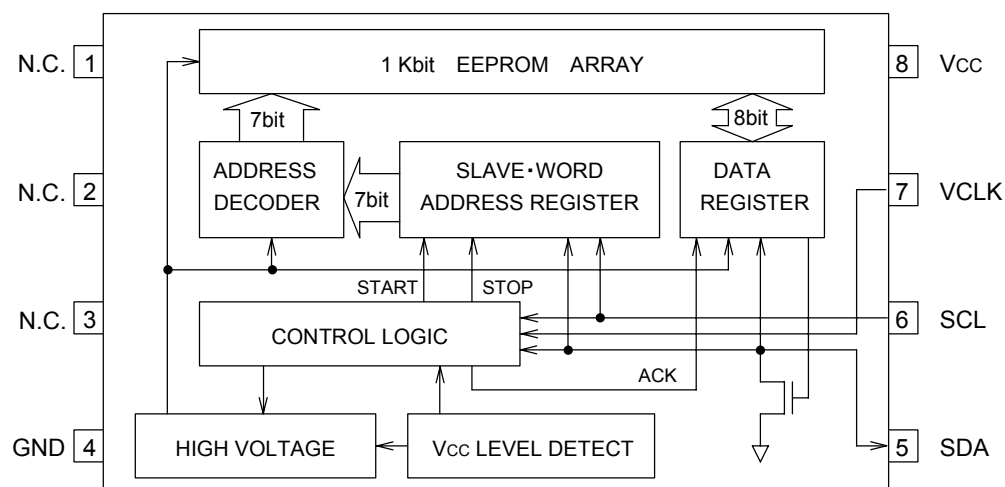 N.C. 1
1 Kbit EEPROM ARRAY
8 Vcc
7bit
8bit
N.C. 2
ADDRESS
DECODER
7bit
SLAVE・WORD
ADDRESS REGISTER
DATA
REGISTER
7 VCLK
START
STOP
N.C. 3
CONTROL LOGIC
6 SCL
ACK
GND 4
HIGH VOLTAGE
Vcc LEVEL DETECT
5 SDA